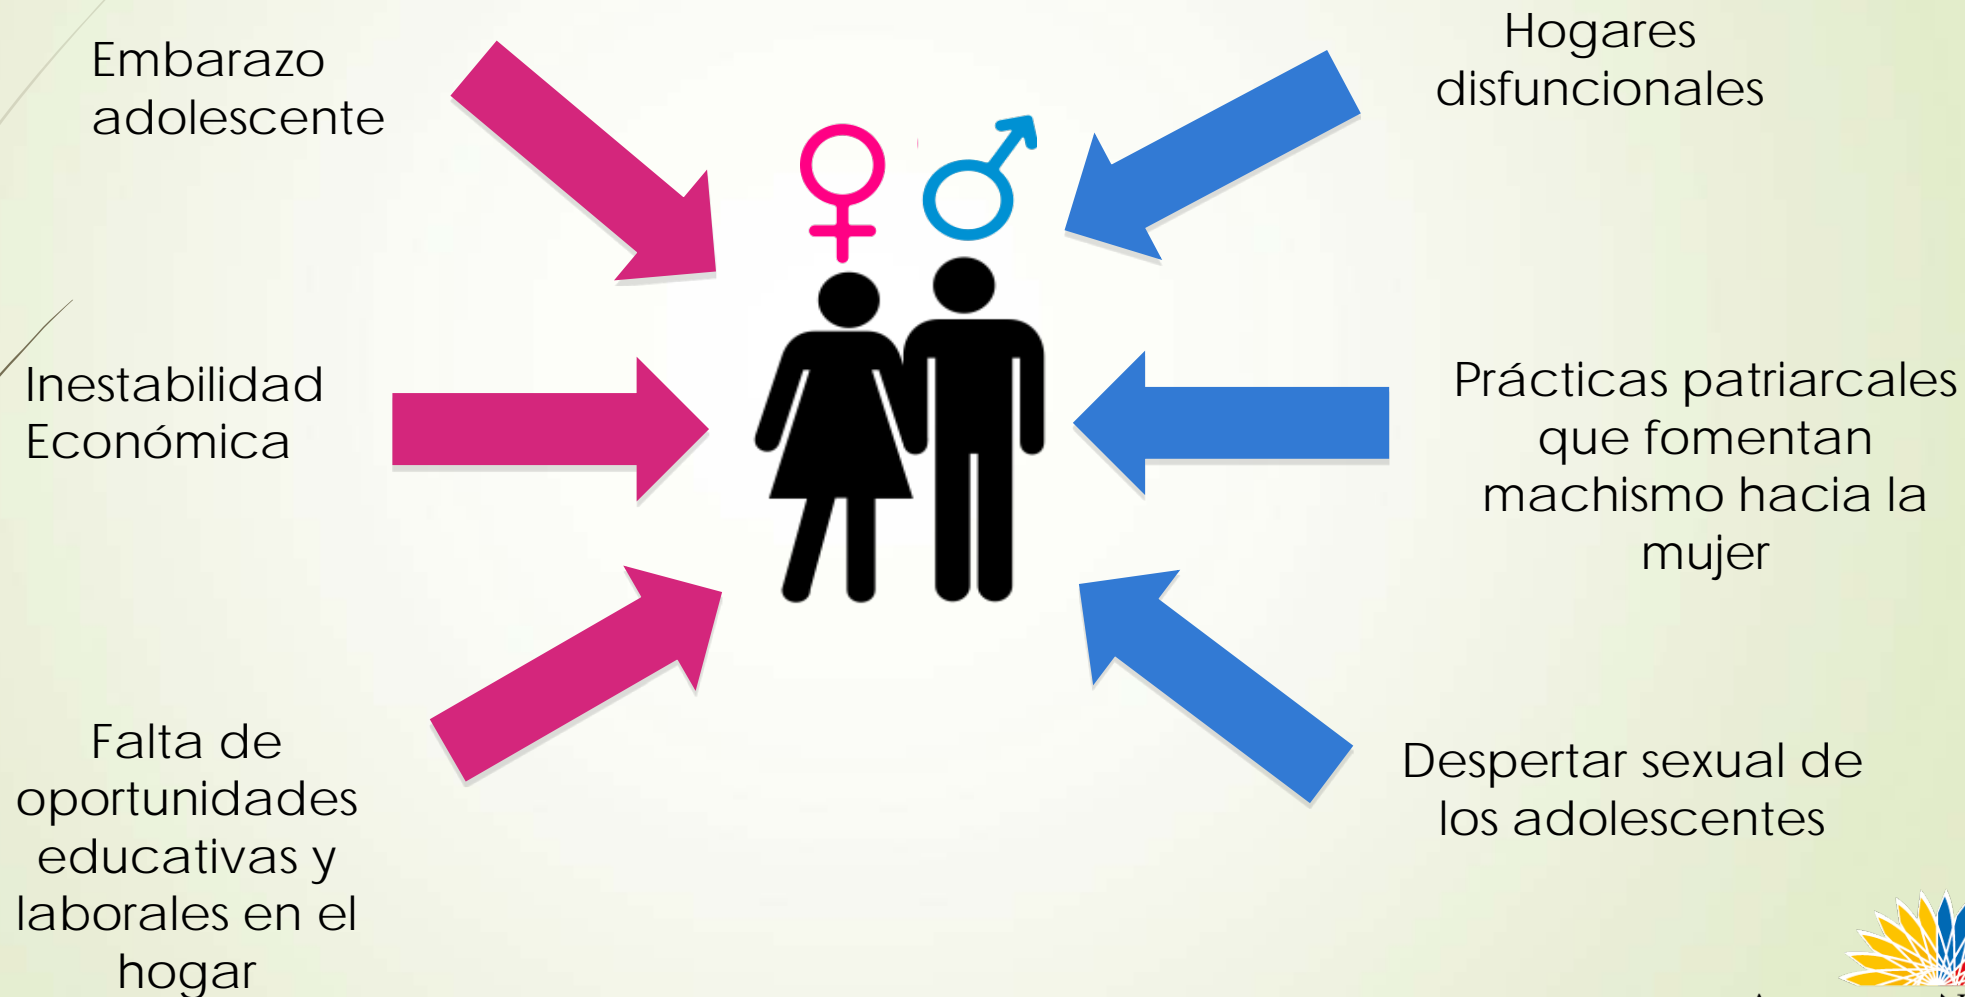 Embarazo
adolescente
Hogares
disfuncionales
Inestabilidad
Económica
Prácticas patriarcales
que fomentan
machismo hacia la
mujer
Falta de
oportunidades
educativas y
laborales en el
hogar
Despertar sexual de
los adolescentes